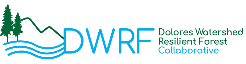 DWRF
Dolores Watershed
Resilient Forest
Collaborative